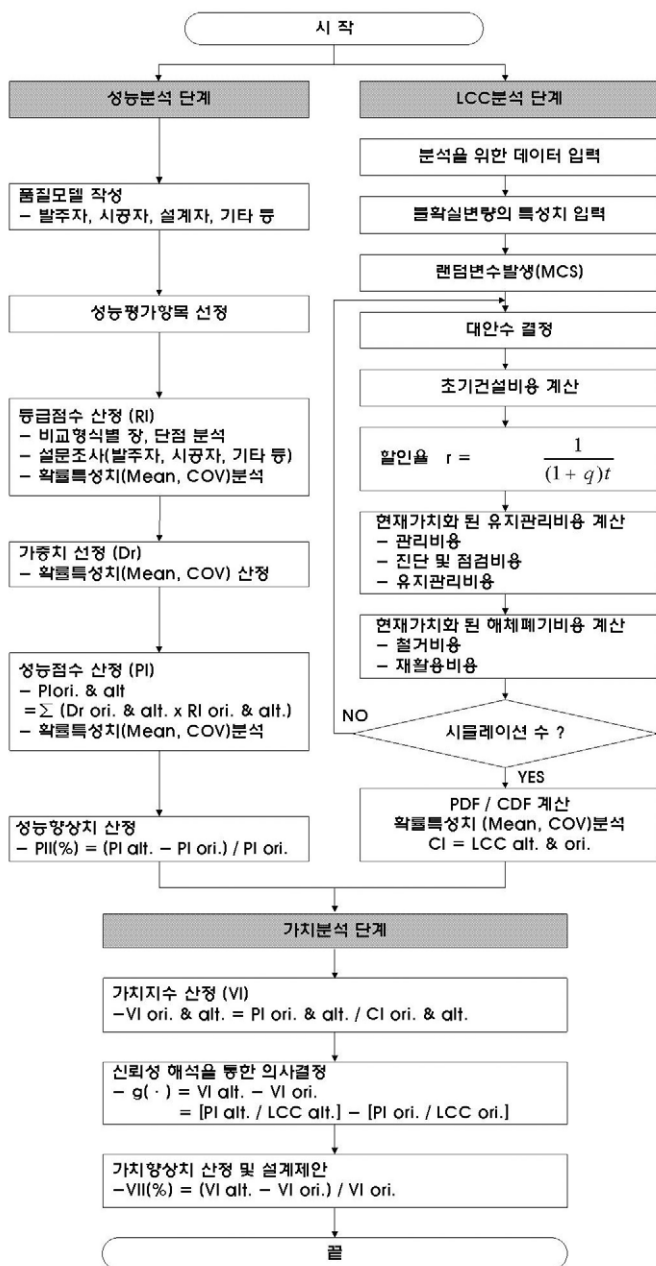 시 작
성능분석 단계
품질모델 작성
– 발주자, 시공자, 설계자, 기타 등
성능평가항목 선정
등급점수 산정 (RI)
– 비교형식별 장, 단점 분석
– 설문조사(발주자, 시공자, 기타 등)
– 확률특성치(Mean, COV)분석
가중치 선정 (Dr)
– 확률특성치(Mean, COV) 산정
성능점수 산정 (PI)
– PIori. & alt
=∑ (Dr ori. & alt. x RI ori. & alt.)
– 확률특성치(Mean, COV)분석
성능향상치 산정
– PII(%) = (PI alt. – PI ori.) / PI ori.
LCC분석 단계
분석을 위한 데이터 입력
불확실변량의 특성치 입력
랜덤변수발생(MCS)
대안수 결정
초기건설비용 계산
할인율 r = 1
(1 + q)t
현재가치화 된 유지관리비용 계산
– 관리비용
– 진단 및 점검비용
– 유지관리비용
현재가치화 된 해체폐기비용 계산
– 철거비용
– 재활용비용
NO
시뮬레이션 수 ?
YES
PDF / CDF 계산
확률특성치 (Mean, COV)분석
CI = LCC alt. & ori.
가치분석 단계
가치지수 산정 (VI)
–VI ori. & alt. = PI ori. & alt. / CI ori. & alt.
신뢰성 해석을 통한 의사결정
– g( · ) = VI alt. – VI ori.
= [PI alt. / LCC alt.] – [PI ori. / LCC ori.]
가치향상치 산정 및 설계제안
–VII(%) = (VI alt. – VI ori.) / VI ori.
끝